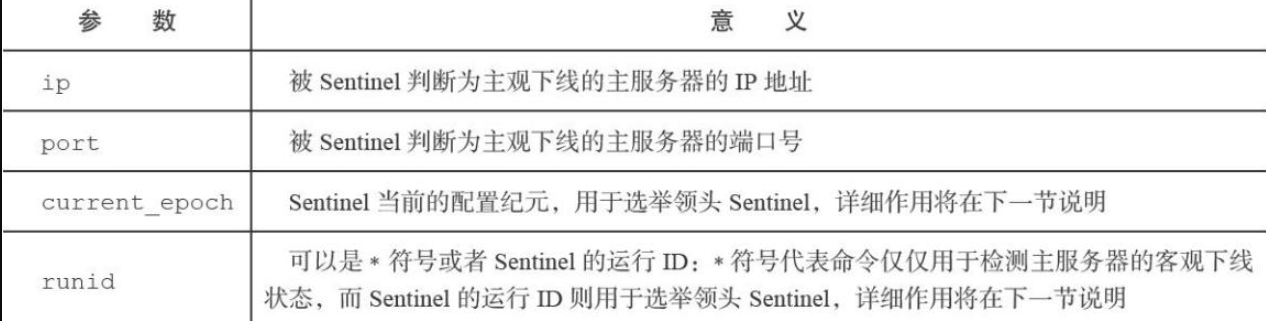 参 数 意 义
ip 被 Sentinel 判断为主观下线的主服务器的 IP 地址
port 被 Sentinel 判断为主观下线的主服务器的端口号
current_epoch Sentinel 当前的配置纪元，用于选举领头 Sentinel，详细作用将在下一节说明
runid 可以是 * 符号或者 Sentinel 的运行 ID：* 符号代表命令仅仅用于检测主服务器的客观下线
状态，而 Sentinel 的运行 ID 则用于选举领头 Sentinel，详细作用将在下一节说明